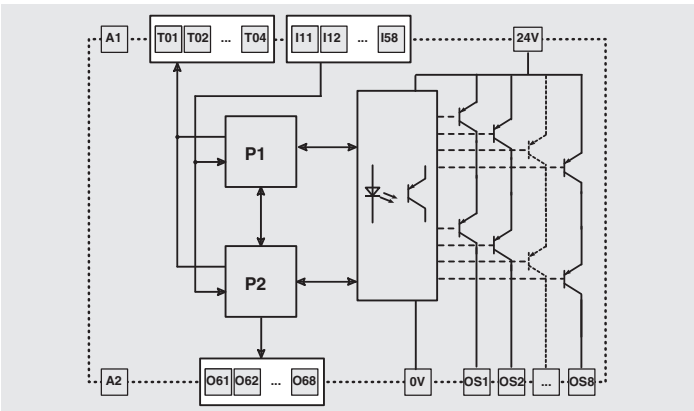 A1 T01 T02 ... T04 I11 I12 ... I58 24V
P1
P2
A2 O61 O62 ... O68 0V OS1 OS2 ... OS8